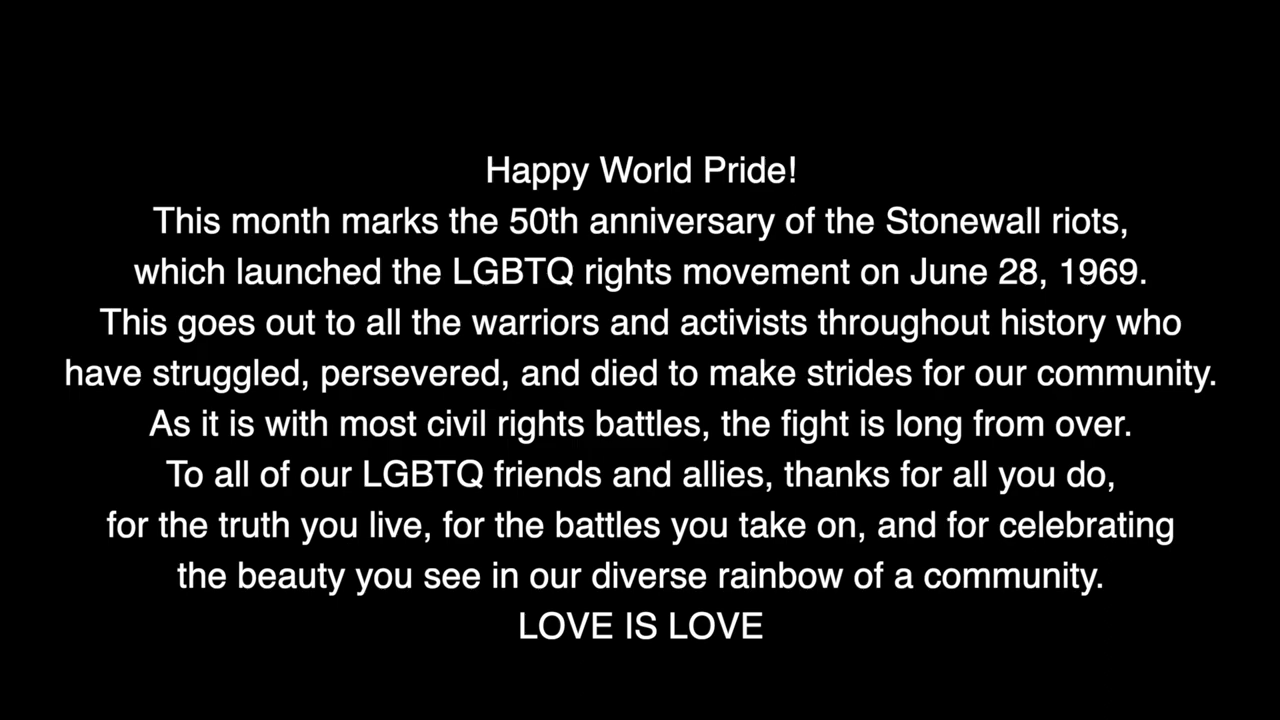 Happy World Pride!
This month marks the 50th anniversary of the Stonewall riots,
which launched the LGBTQ rights movement on June 28, 1969.
This goes out to all the warriors and activists throughout history who
have struggled, persevered, and died to make strides for our community.
As it is with most civil rights battles, the fight is long from over.
To all of our LGBTQ friends and allies, thanks for all you do,
for the truth you live, for the battles you take on, and for celebrating
the beauty you see in our diverse rainbow of a community.
LOVE IS LOVE